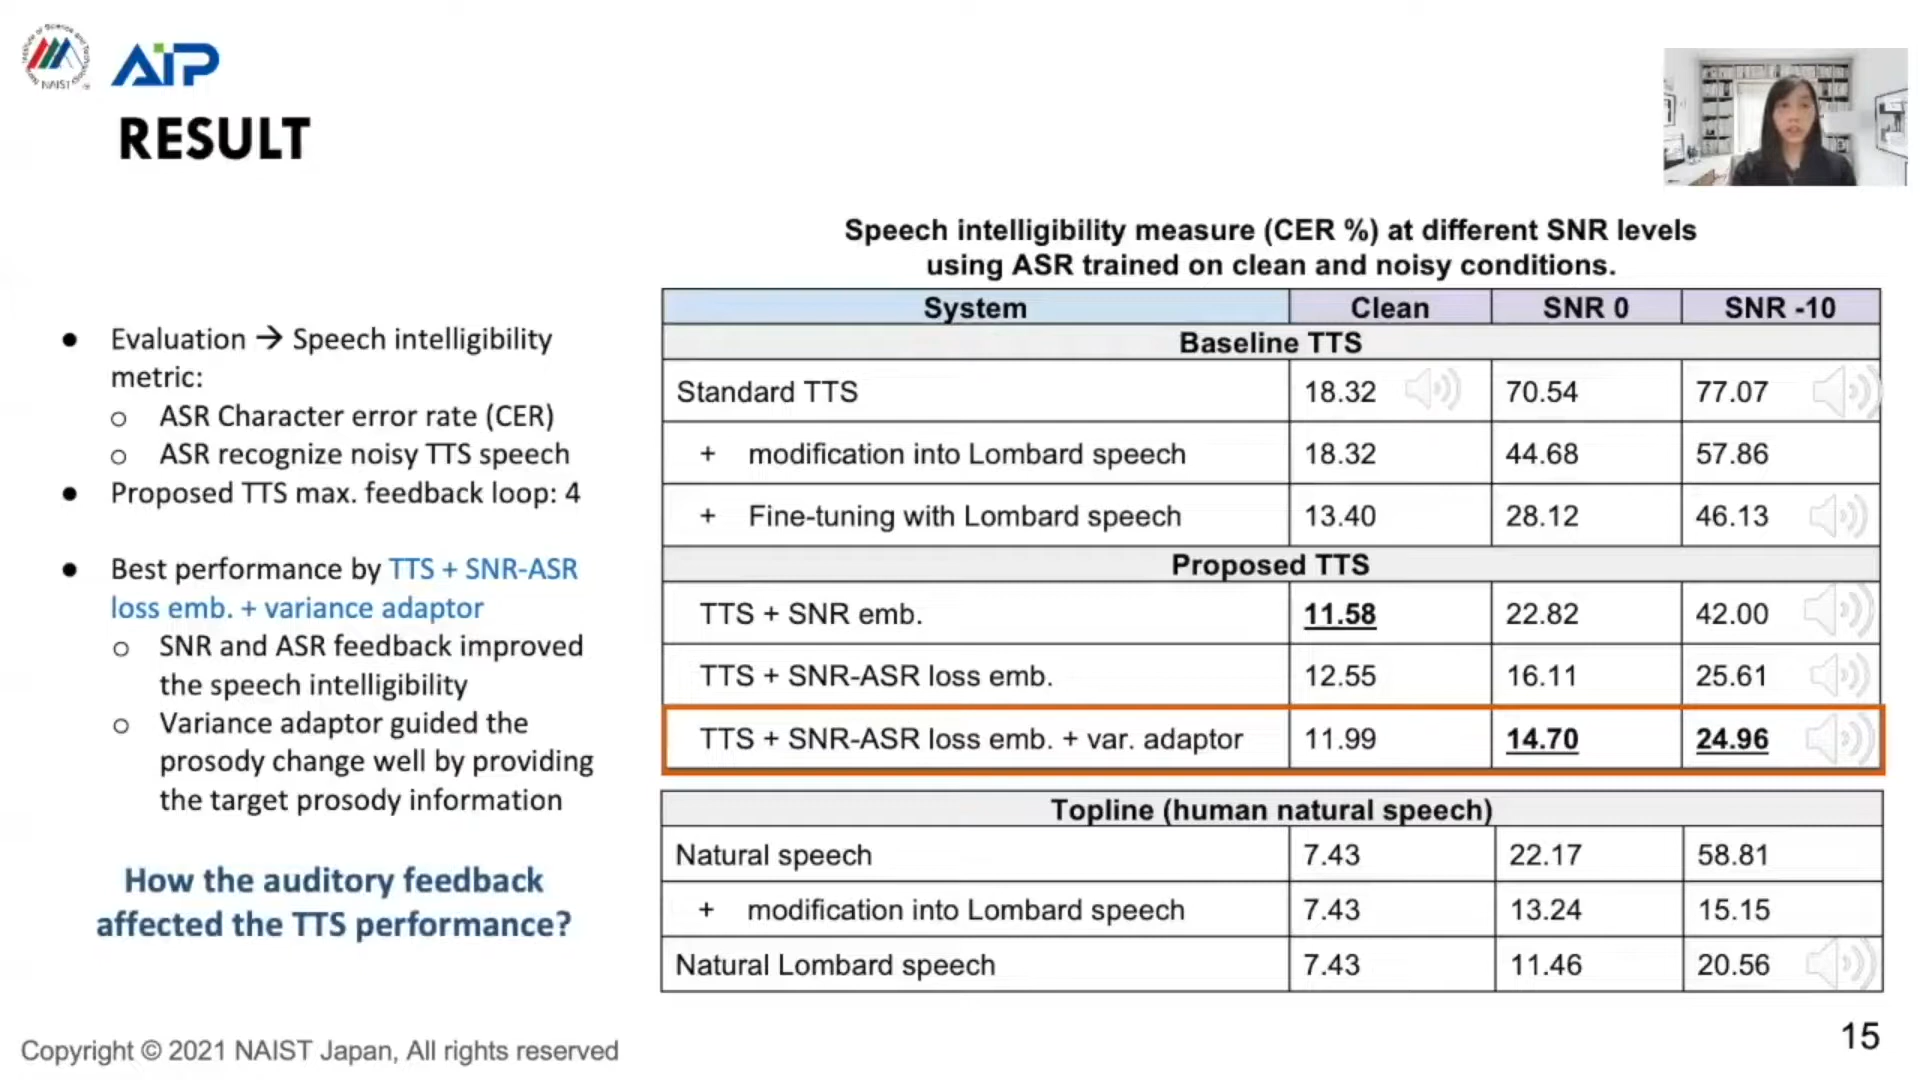 NAIST
AIP
RESULT
Speech intelligibility measure (CER %) at different SNR levels
using ASR trained on clean and noisy conditions.
● Evaluation → Speech intelligibility
metric:
o ASR Character error rate (CER)
o ASR recognize noisy TTS speech
● Proposed TTS max. feedback loop: 4
● Best performance by TTS + SNR-ASR
loss emb. + variance adaptor
o SNR and ASR feedback improved
the speech intelligibility
o Variance adaptor guided the
prosody change well by providing
the target prosody information
How the auditory feedback
affected the TTS performance?
System Clean SNR 0 SNR -10
Baseline TTS
Standard TTS 18.32 70.54 77.07
+ modification into Lombard speech 18.32 44.68 57.86
+ Fine-tuning with Lombard speech 13.40 28.12 46.13
Proposed TTS
TTS + SNR emb. 11.58 22.82 42.00
TTS + SNR-ASR loss emb. 12.55 16.11 25.61
TTS + SNR-ASR loss emb. + var. adaptor 11.99 14.70 24.96
Topline (human natural speech)
Natural speech 7.43 22.17 58.81
+ modification into Lombard speech 7.43 13.24 15.15
Natural Lombard speech 7.43 11.46 20.56
Copyright © 2021 NAIST Japan, All rights reserved
15